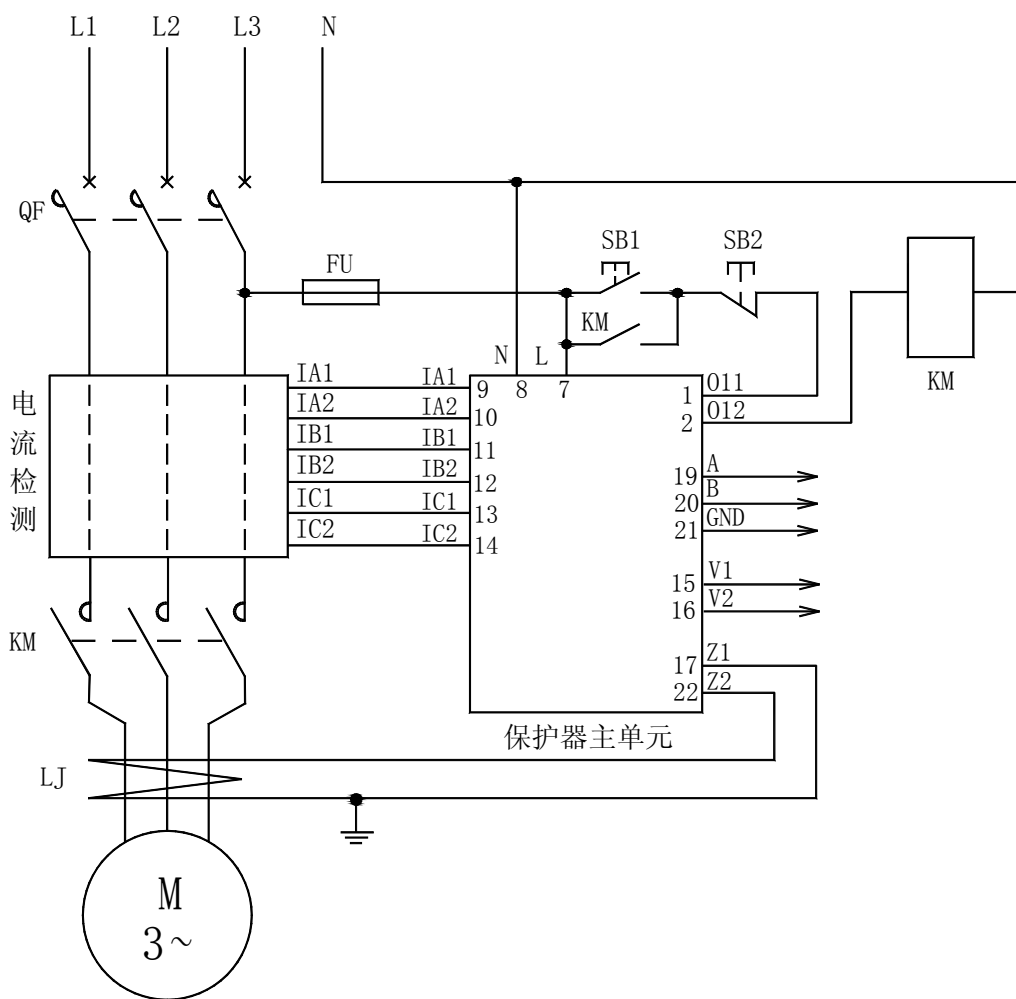 L1 L2 L3 N
QF
SB1 SB2
FU
KM
N L
KM
电流检测
IA1 IA1 9 8 7 1 O11
IA2 IA2 10 2 O12
IB1 IB1 11
IB2 IB2 12 19 A
IC1 IC1 13 20 B
IC2 IC2 14 21 GND
15 V1
16 V2
KM
17 Z1
22 Z2
保护器主单元
LJ
M
3~